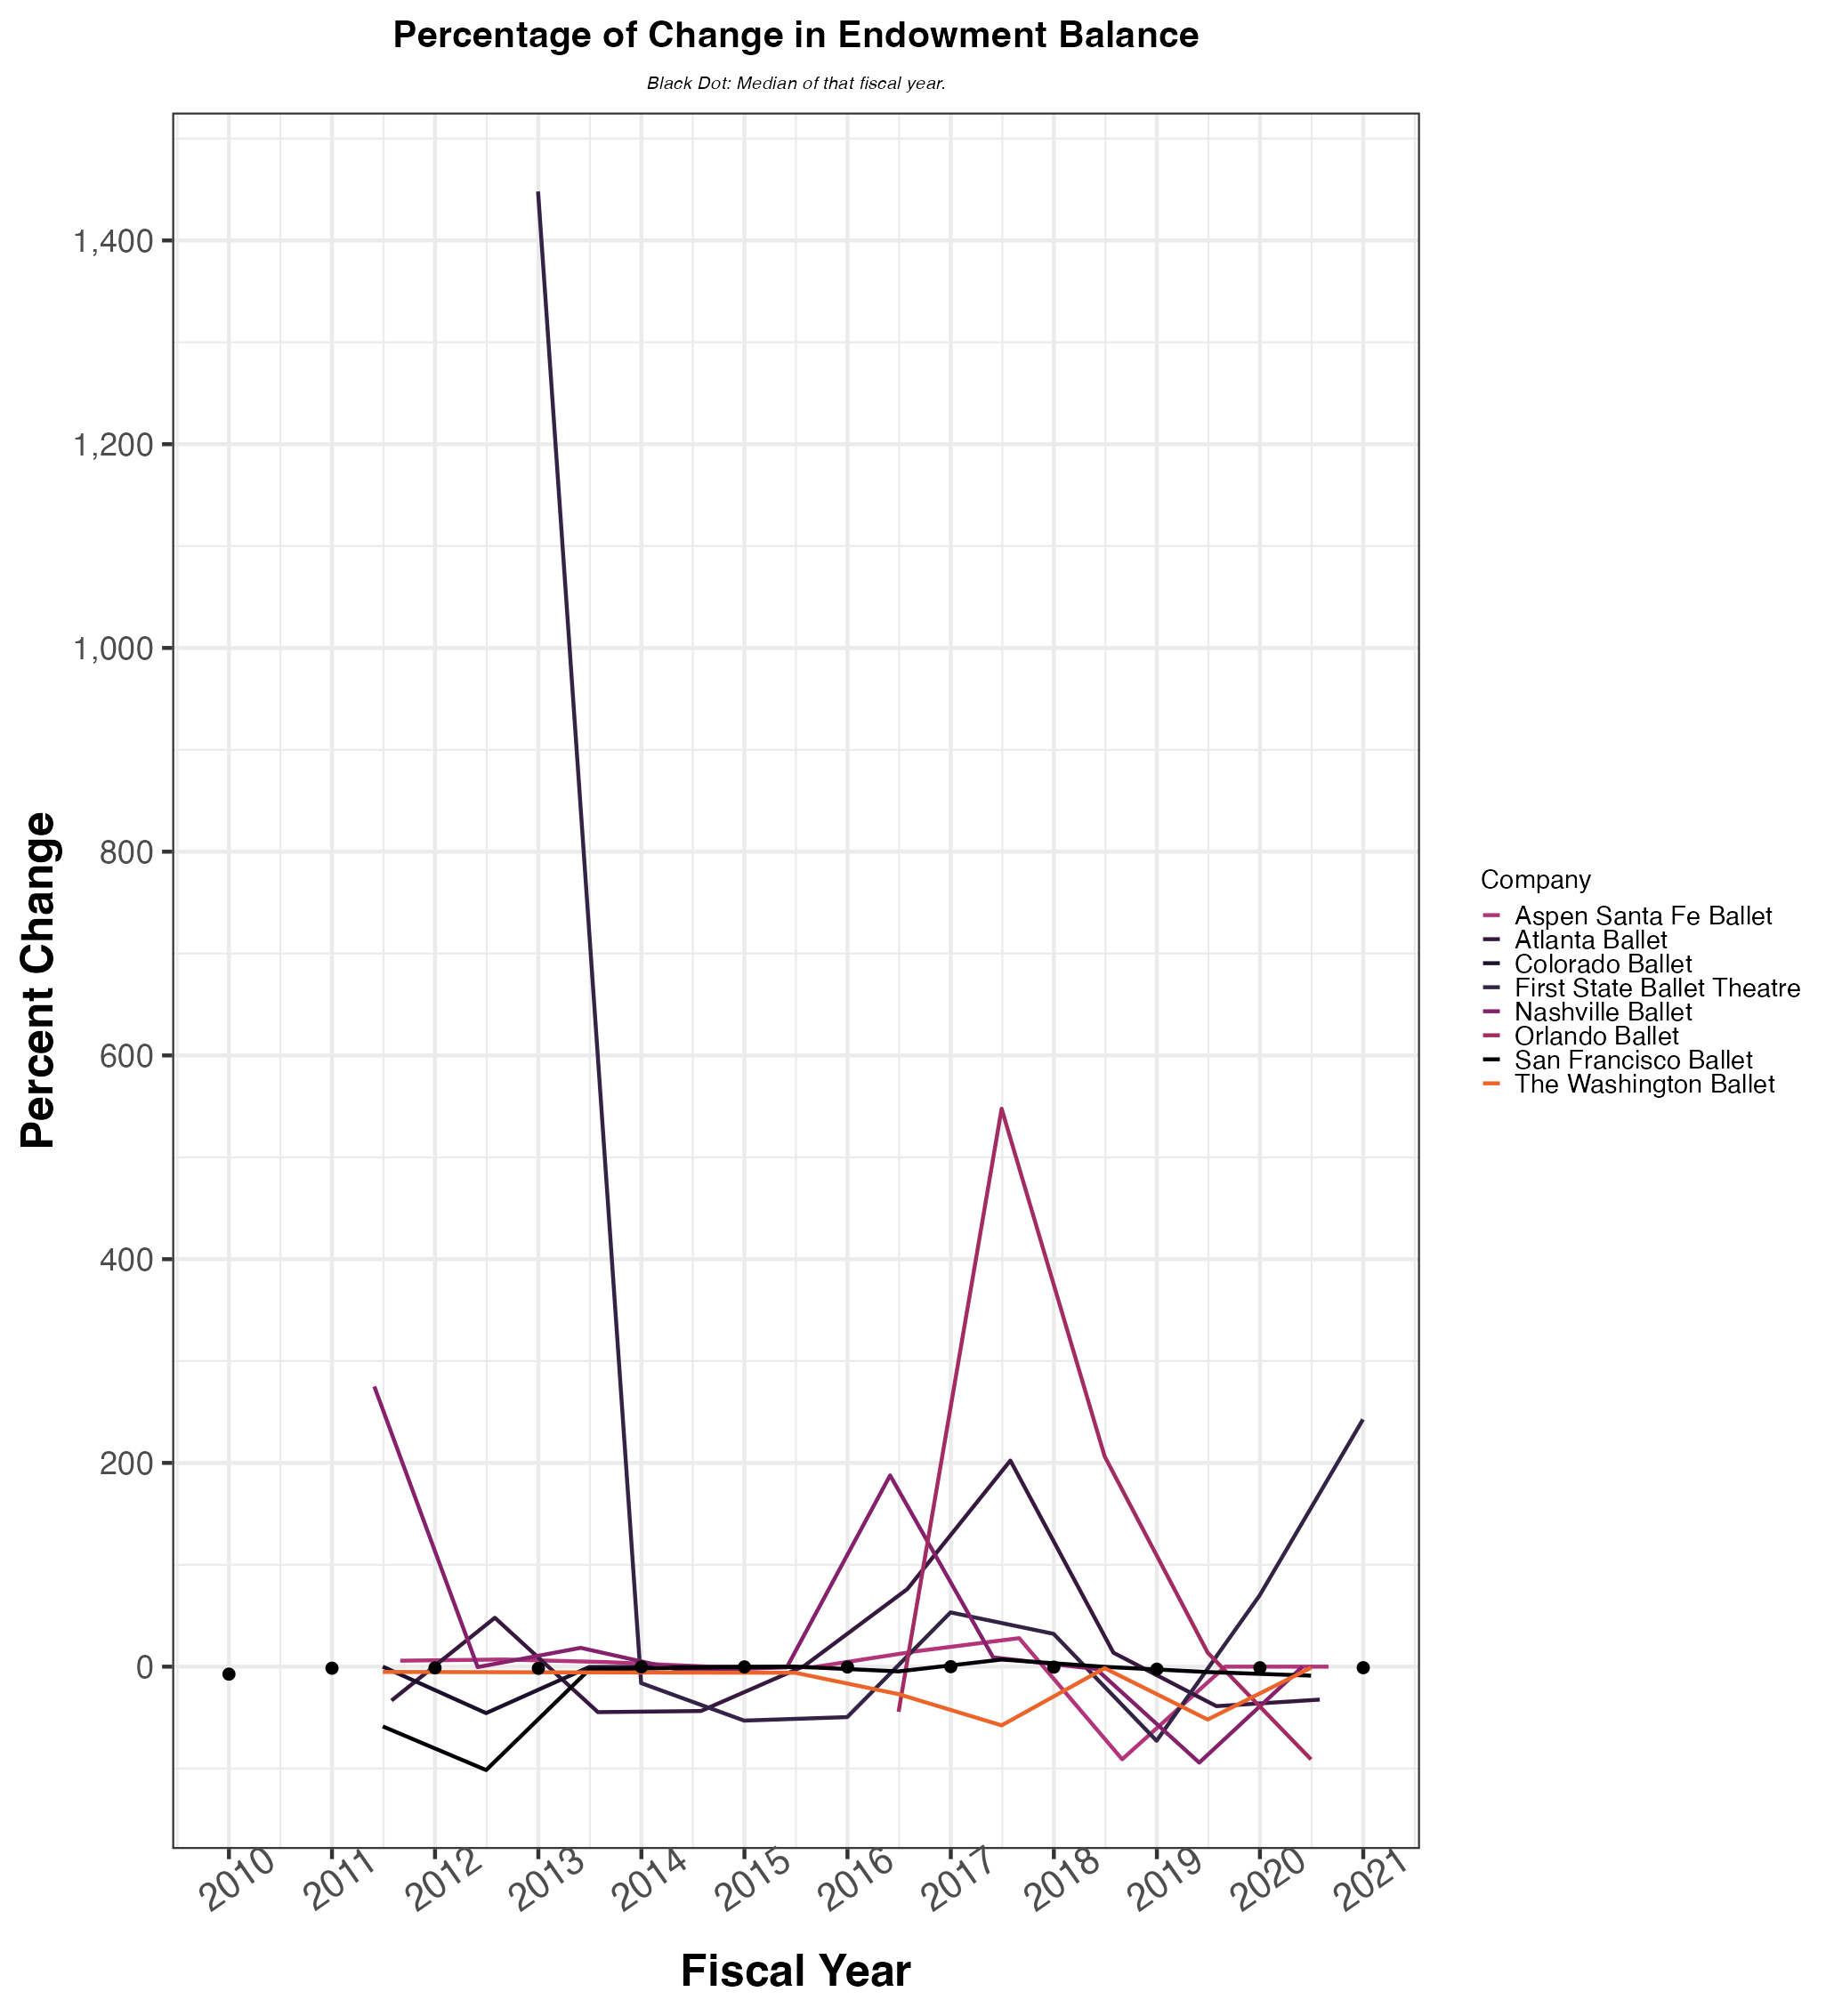 Percentage of Change in Endowment Balance
Black Dot: Median of that fiscal year.
Percent Change
1,400
1,200
1,000
800
600
400
200
0
2010
2011
2012
2013
2014
2015
2016
2017
2018
2019
2020
2021
Fiscal Year
Company
Aspen Santa Fe Ballet
Atlanta Ballet
Colorado Ballet
First State Ballet Theatre
Nashville Ballet
Orlando Ballet
San Francisco Ballet
The Washington Ballet